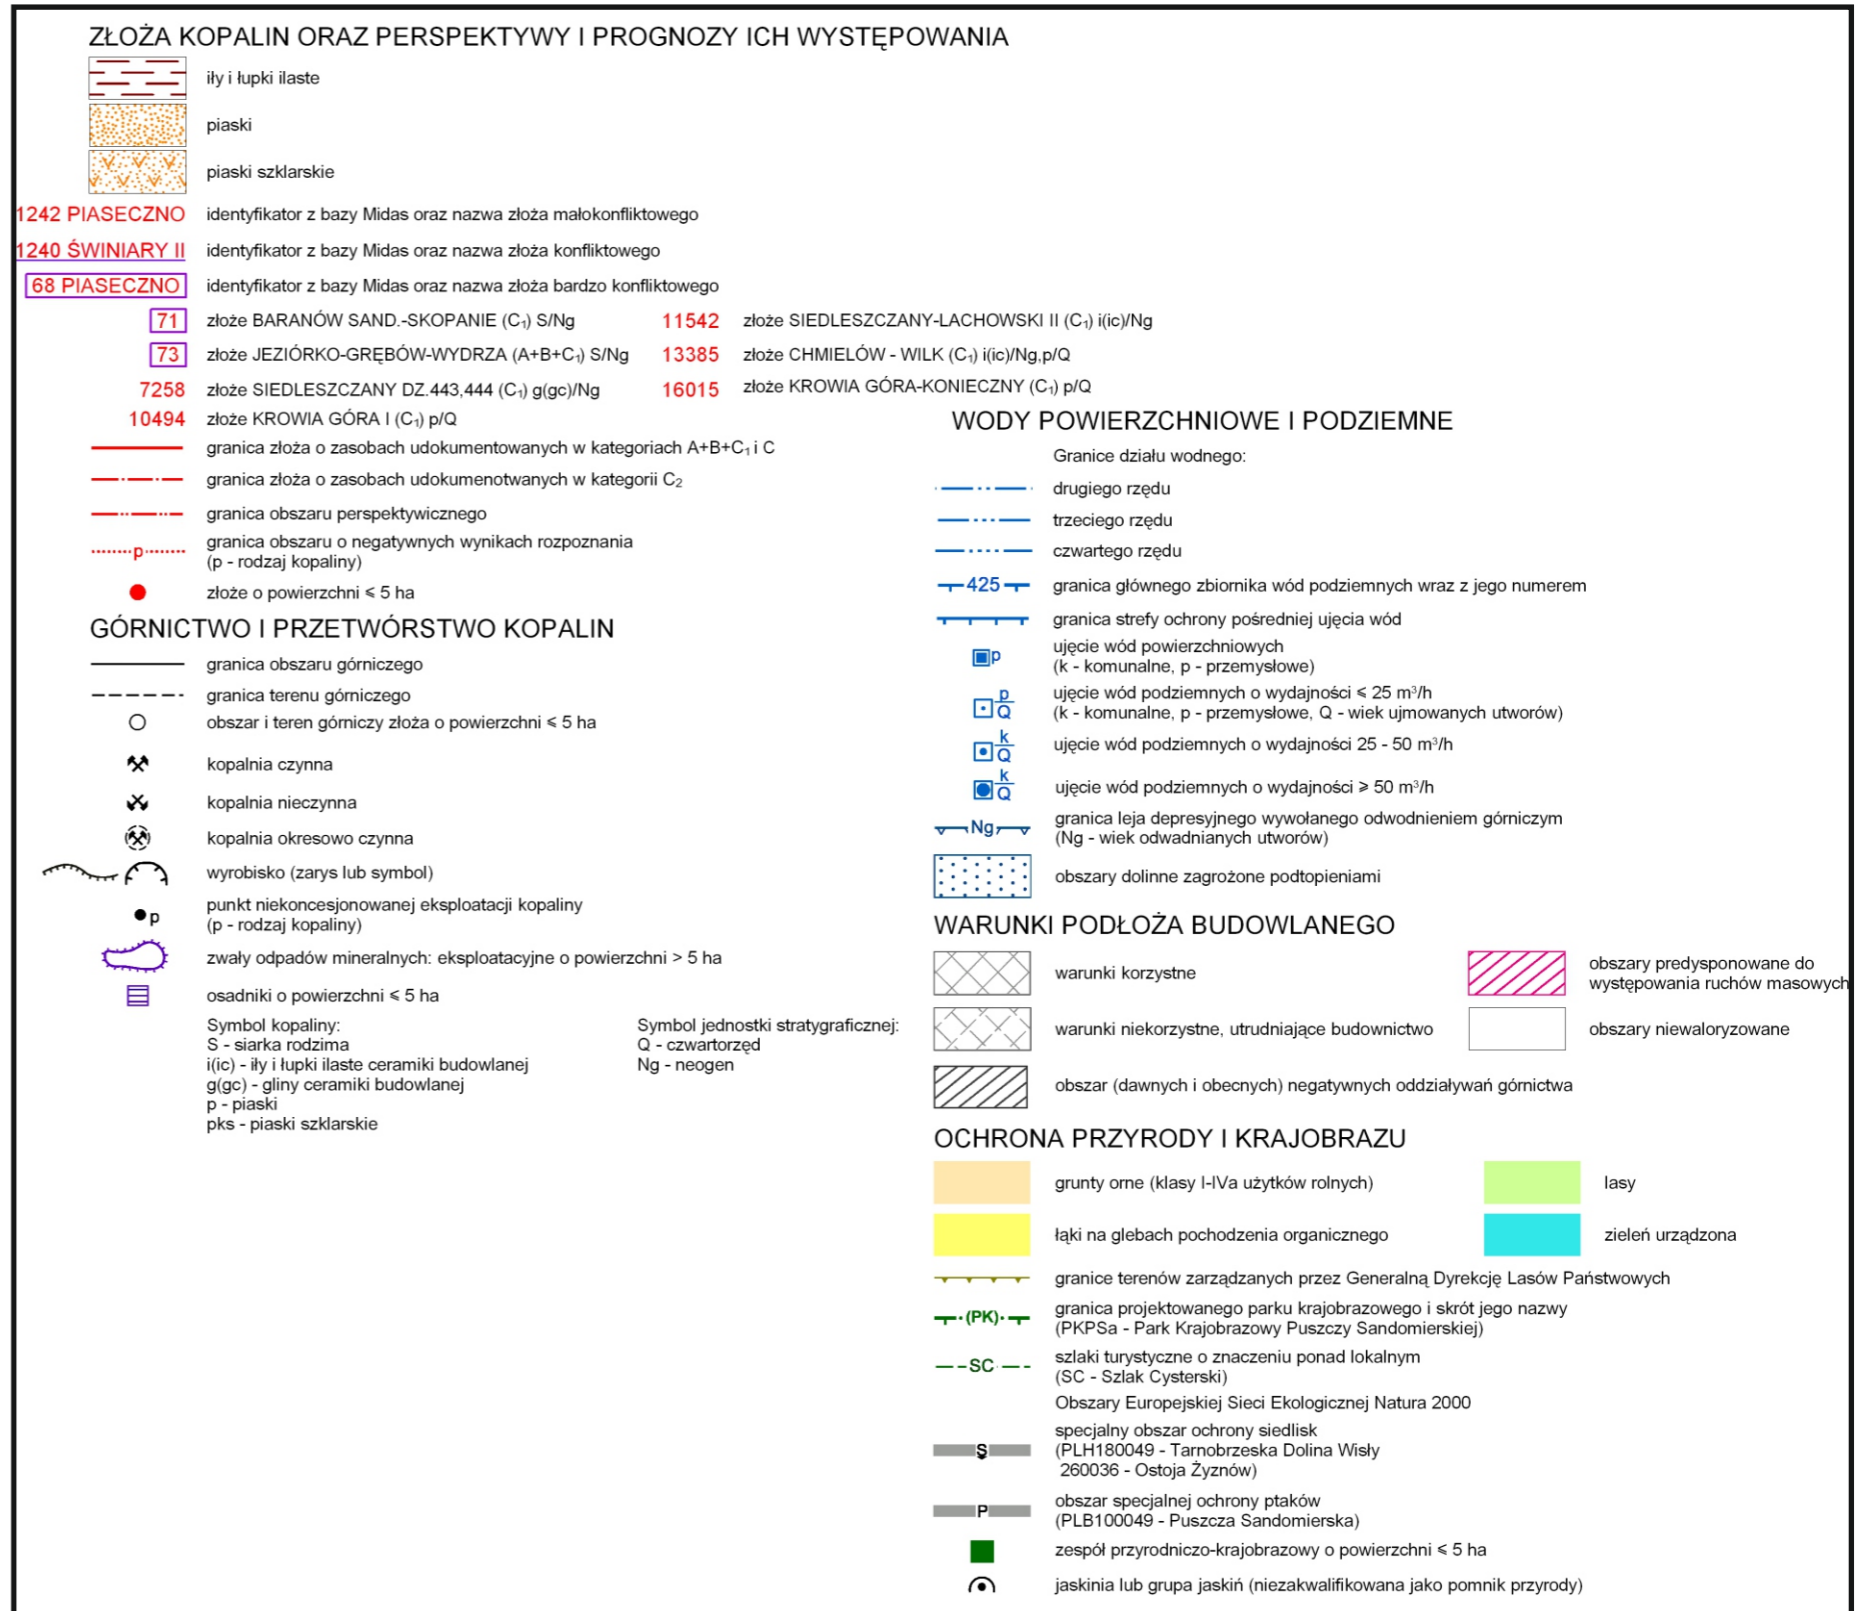 ZŁOŻA KOPALIN ORAZ PERSPEKTYWY I PROGNOZY ICH WYSTĘPOWANIA
iły i łupki ilaste
piaski
piaski szklarskie
1242 PIASECZNO identyfikator z bazy Midas oraz nazwa złoża małokonfliktowego
1240 ŚWINIARY II identyfikator z bazy Midas oraz nazwa złoża konfliktowego
68 PIASECZNO identyfikator z bazy Midas oraz nazwa złoża bardzo konfliktowego
71 złoże BARANÓW SAND.-SKOPANIE (C₁) S/Ng
73 złoże JEZIÓRKO-GRĘBÓW-WYDRZA (A+B+C₁) S/Ng
7258 złoże SIEDLESZCZANY DZ.443,444 (C₁) g(gc)/Ng
10494 złoże KROWIA GÓRA I (C₁) p/Q
11542 złoże SIEDLESZCZANY-LACHOWSKI II (C₁) i(ic)/Ng
13385 złoże CHMIELÓW - WILK (C₁) i(ic)/Ng,p/Q
16015 złoże KROWIA GÓRA-KONIECZNY (C₁) p/Q
granica złoża o zasobach udokumentowanych w kategoriach A+B+C₁ i C
granica złoża o zasobach udokumenotwanych w kategorii C₂
granica obszaru perspektywicznego
p granica obszaru o negatywnych wynikach rozpoznania
(p - rodzaj kopaliny)
złoże o powierzchni ⩽ 5 ha
GÓRNICTWO I PRZETWÓRSTWO KOPALIN
granica obszaru górniczego
granica terenu górniczego
obszar i teren górniczy złoża o powierzchni ⩽ 5 ha
kopalnia czynna
kopalnia nieczynna
kopalnia okresowo czynna
wyrobisko (zarys lub symbol)
p punkt niekoncesjonowanej eksploatacji kopaliny
(p - rodzaj kopaliny)
zwały odpadów mineralnych: eksploatacyjne o powierzchni > 5 ha
osadniki o powierzchni ⩽ 5 ha
Symbol kopaliny:
S - siarka rodzima
i(ic) - iły i łupki ilaste ceramiki budowlanej
g(gc) - gliny ceramiki budowlanej
p - piaski
pks - piaski szklarskie
Symbol jednostki stratygraficznej:
Q - czwartorzęd
Ng - neogen
WODY POWIERZCHNIOWE I PODZIEMNE
Granice działu wodnego:
drugiego rzędu
trzeciego rzędu
czwartego rzędu
425 granica głównego zbiornika wód podziemnych wraz z jego numerem
granica strefy ochrony pośredniej ujęcia wód
p ujęcie wód powierzchniowych
(k - komunalne, p - przemysłowe)
p/Q ujęcie wód podziemnych o wydajności ⩽ 25 m³/h
(k - komunalne, p - przemysłowe, Q - wiek ujmowanych utworów)
k/Q ujęcie wód podziemnych o wydajności 25 - 50 m³/h
k/Q ujęcie wód podziemnych o wydajności ⩾ 50 m³/h
Ng granica leja depresyjnego wywołanego odwodnieniem górniczym
(Ng - wiek odwadnianych utworów)
obszary dolinne zagrożone podtopieniami
WARUNKI PODŁOŻA BUDOWLANEGO
warunki korzystne
obszary predysponowane do
występowania ruchów masowych
warunki niekorzystne, utrudniające budownictwo
obszary niewaloryzowane
obszar (dawnych i obecnych) negatywnych oddziaływań górnictwa
OCHRONA PRZYRODY I KRAJOBRAZU
grunty orne (klasy I-IVa użytków rolnych)
lasy
łąki na glebach pochodzenia organicznego
zieleń urządzona
granice terenów zarządzanych przez Generalną Dyrekcję Lasów Państwowych
(PK) granica projektowanego parku krajobrazowego i skrót jego nazwy
(PKPSa - Park Krajobrazowy Puszczy Sandomierskiej)
SC szlaki turystyczne o znaczeniu ponad lokalnym
(SC - Szlak Cysterski)
Obszary Europejskiej Sieci Ekologicznej Natura 2000
S specjalny obszar ochrony siedlisk
(PLH180049 - Tarnobrzeska Dolina Wisły
260036 - Ostoja Żyznów)
P obszar specjalnej ochrony ptaków
(PLB100049 - Puszcza Sandomierska)
zespół przyrodniczo-krajobrazowy o powierzchni ⩽ 5 ha
jaskinia lub grupa jaskiń (niezakwalifikowana jako pomnik przyrody)